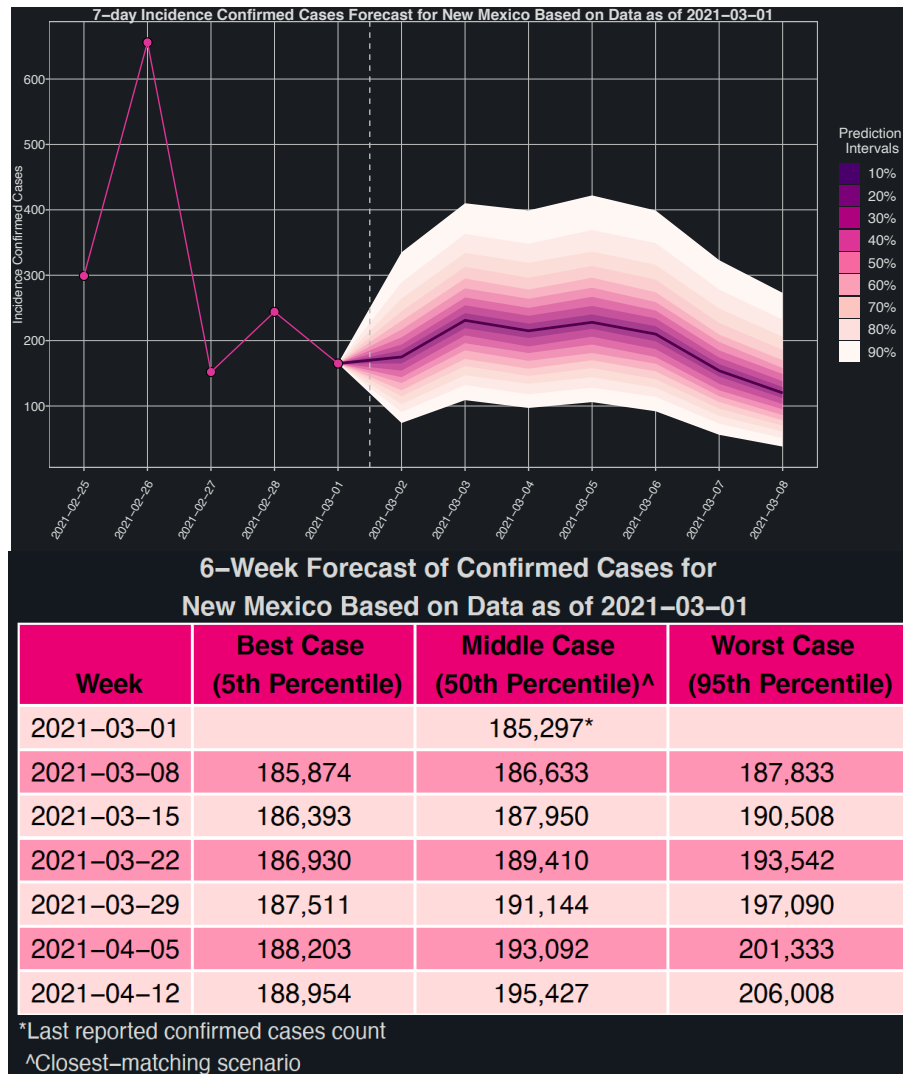 7−day Incidence Confirmed Cases Forecast for New Mexico Based on Data as of 2021−03−01
Incidence Confirmed Cases
600
500
400
300
200
100
2021−02−25
2021−02−26
2021−02−27
2021−02−28
2021−03−01
2021−03−02
2021−03−03
2021−03−04
2021−03−05
2021−03−06
2021−03−07
2021−03−08
Prediction
Intervals
10%
20%
30%
40%
50%
60%
70%
80%
90%
6−Week Forecast of Confirmed Cases for
New Mexico Based on Data as of 2021−03−01
Week Best Case (5th Percentile) Middle Case (50th Percentile)^ Worst Case (95th Percentile)
2021−03−01 185,297*
2021−03−08 185,874 186,633 187,833
2021−03−15 186,393 187,950 190,508
2021−03−22 186,930 189,410 193,542
2021−03−29 187,511 191,144 197,090
2021−04−05 188,203 193,092 201,333
2021−04−12 188,954 195,427 206,008
*Last reported confirmed cases count
^Closest−matching scenario